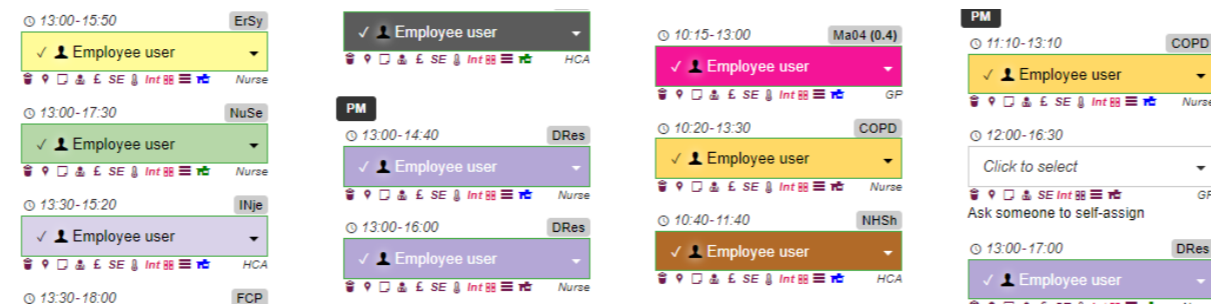 13:00-15:50 ErSy
Employee user
£ SE Int Nurse
13:00-17:30 NuSe
Employee user
£ SE Int Nurse
13:30-15:20 INje
Employee user
£ SE Int HCA
13:30-18:00 FCP
Employee user
£ SE Int HCA
PM
13:00-14:40 DRes
Employee user
£ SE Int Nurse
13:00-16:00 DRes
Employee user
£ SE Int Nurse
10:15-13:00 Ma04 (0.4)
Employee user
£ SE Int GP
10:20-13:30 COPD
Employee user
£ SE Int Nurse
10:40-11:40 NHSh
Employee user
£ SE Int HCA
PM
11:10-13:10 COPD
Employee user
£ SE Int Nurse
12:00-16:30
Click to select
SE Int GP
Ask someone to self-assign
13:00-17:00 DRes
Employee user